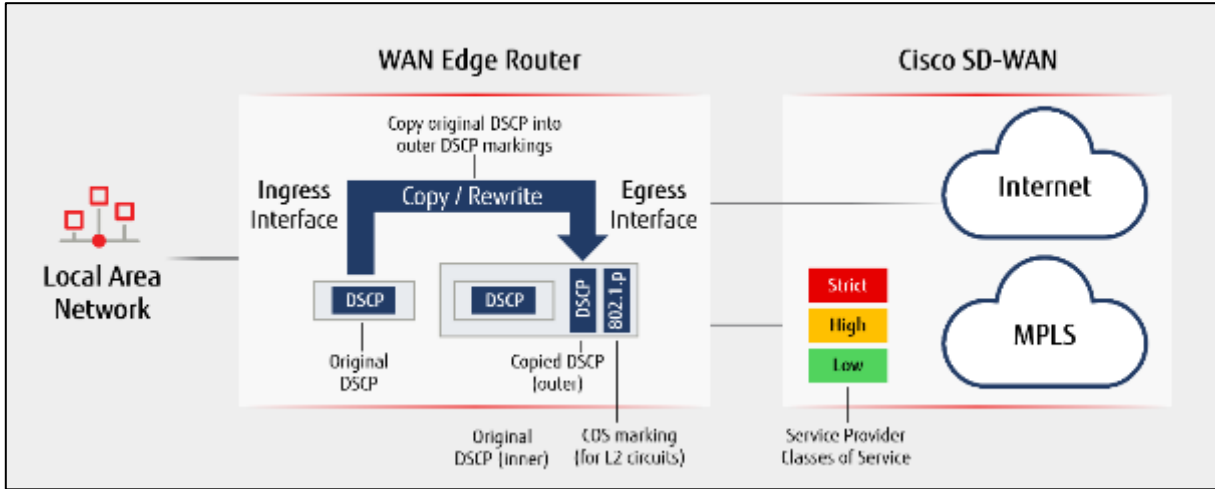 WAN Edge Router
Cisco SD-WAN
Copy original DSCP into
outer DSCP markings
Ingress
Interface
Copy / Rewrite
Egress
Interface
Internet
Local Area
Network
DSCP
DSCP
DSCP
802.1.p
Strict
High
Low
MPLS
Original
DSCP
Copied DSCP
(outer)
Original
DSCP (inner)
COS marking
(for L2 circuits)
Service Provider
Classes of Service